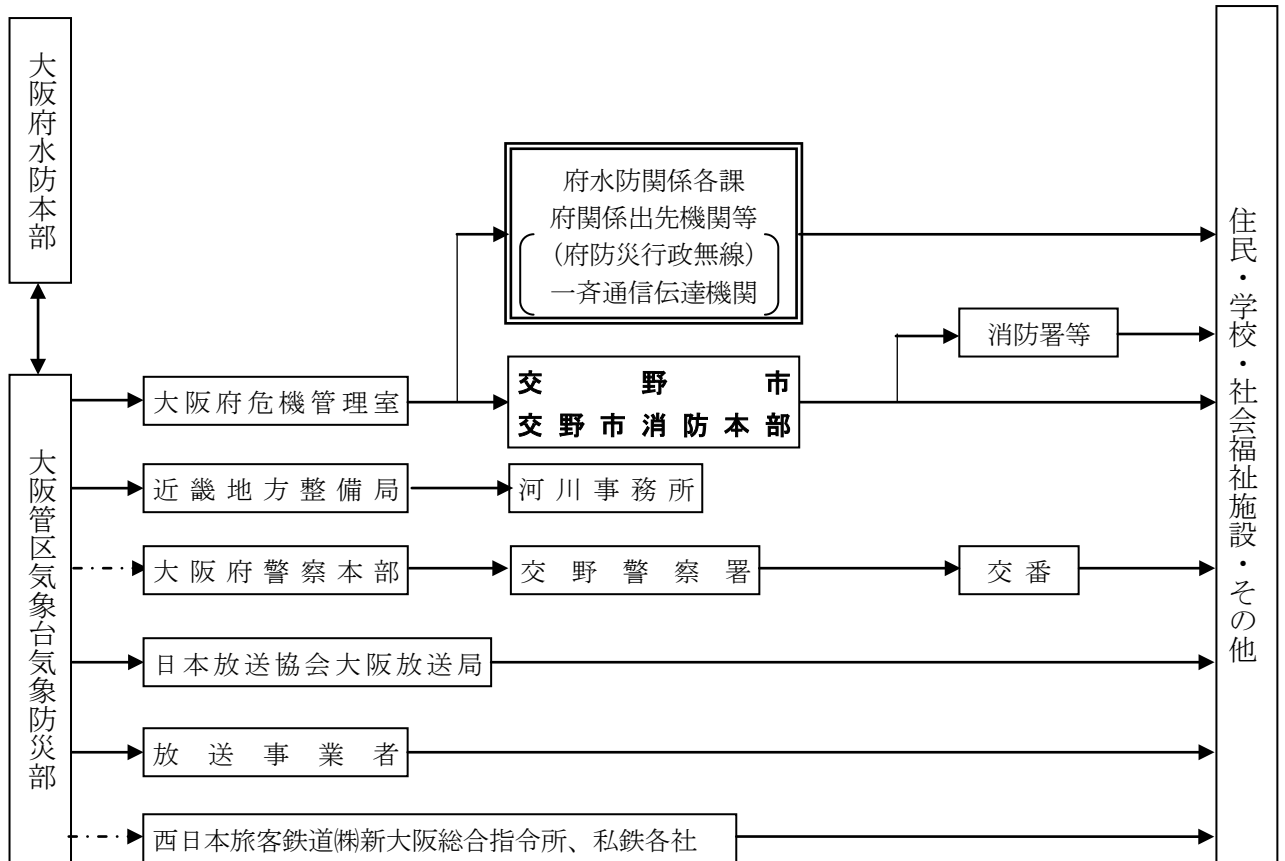 大阪府水防本部
大阪管区気象台気象防災部
府水防関係各課
府関係出先機関等
(府防災行政無線)
一斉通信伝達機関
消防署等
大阪府危機管理室
交野市
交野市消防本部
近畿地方整備局
河川事務所
大阪府警察本部
交野警察署
交番
日本放送協会大阪放送局
放送事業者
西日本旅客鉄道㈱新大阪総合指令所、私鉄各社
住民・学校・社会福祉施設・その他